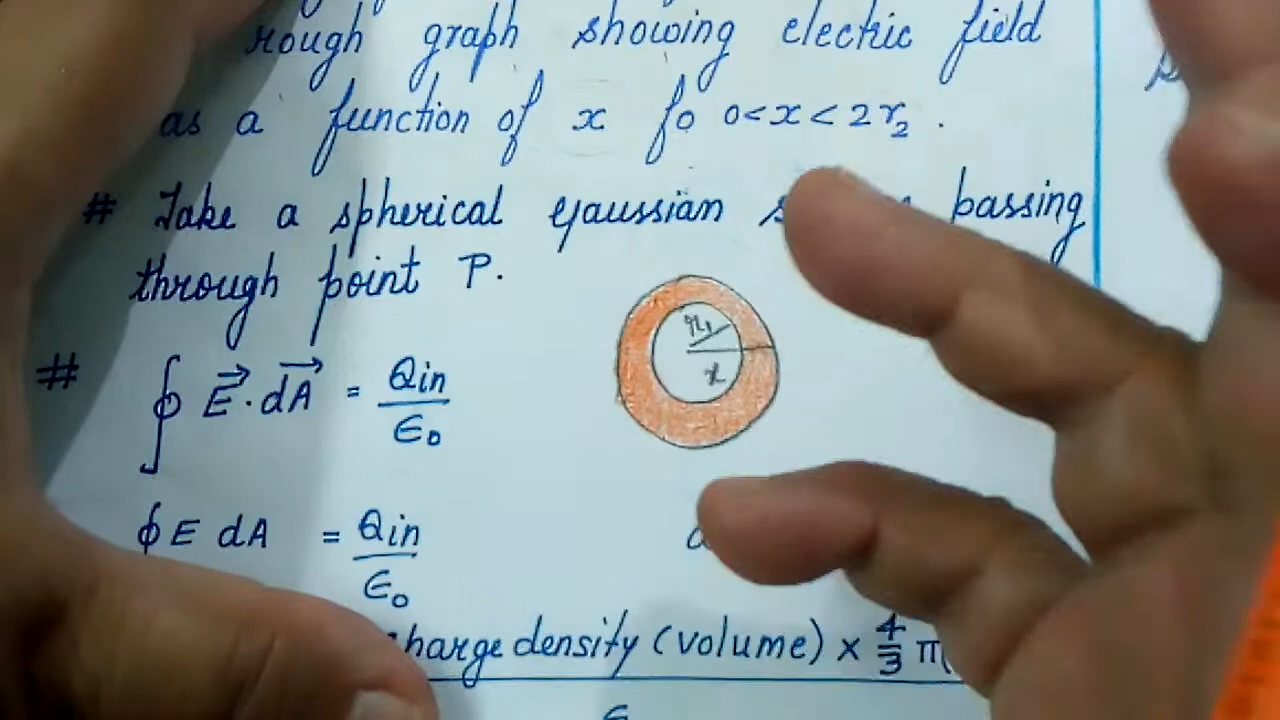 rough graph showing electric field
as a function of x fo 0<x<2r₂ .
# Take a spherical gaussian bassing
through point P.
r₁
x
# ∮ E⃗ . dA⃗ = Qin / ϵ₀
∮ E dA = Qin / ϵ₀
charge density (volume) × 4/3 π(
ϵ